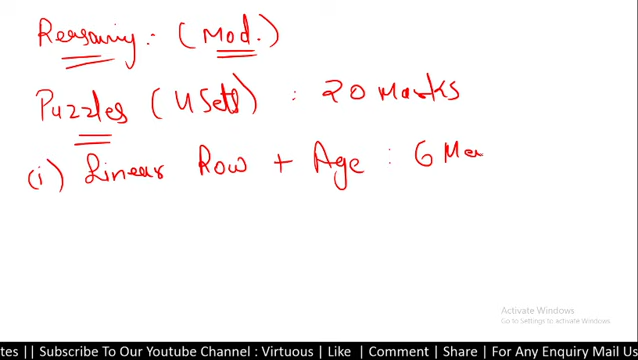 Reasoning : (Mod.)
Puzzles (4 Sets) : 20 Marks
(i) Linear Row + Age : 6 Ma
Activate Windows
Go to Settings to activate Windows.
tes || Subscribe To Our Youtube Channel : Virtuous | Like | Comment | Share | For Any Enquiry Mail Us